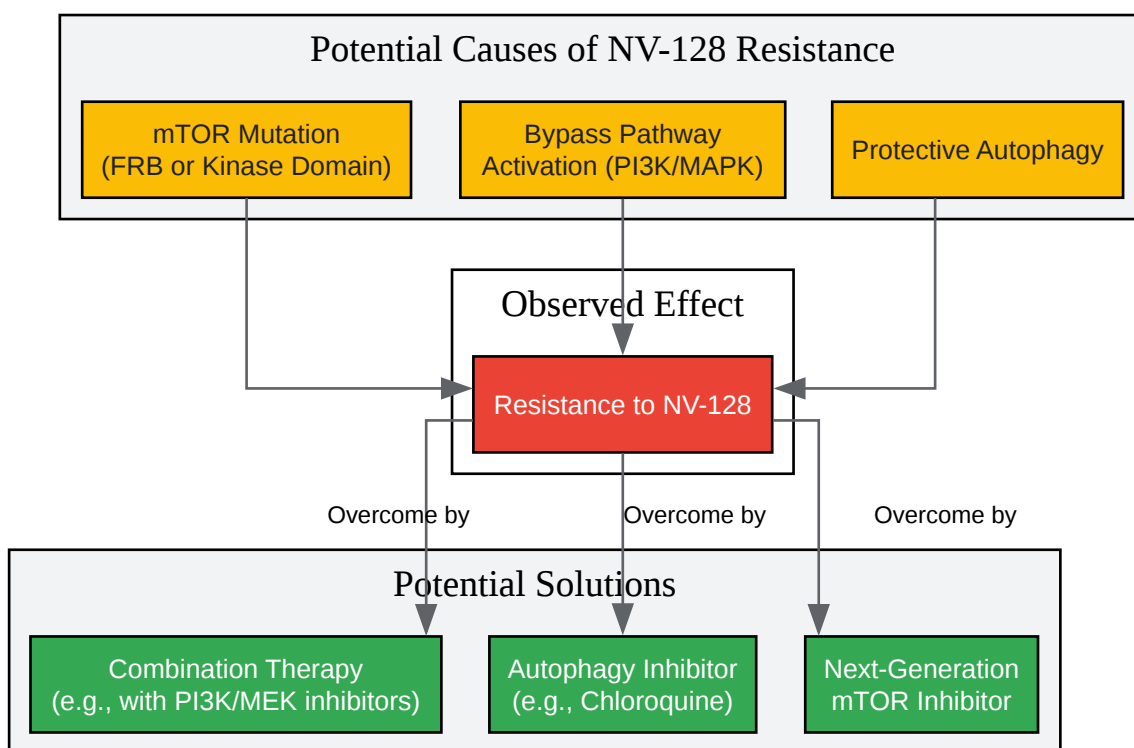 Potential Causes of NV-128 Resistance
mTOR Mutation
(FRB or Kinase Domain)
Bypass Pathway
Activation (PI3K/MAPK)
Protective Autophagy
Observed Effect
Resistance to NV-128
Overcome by
Overcome by
Overcome by
Potential Solutions
Combination Therapy
(e.g., with PI3K/MEK inhibitors)
Autophagy Inhibitor
(e.g., Chloroquine)
Next-Generation
mTOR Inhibitor